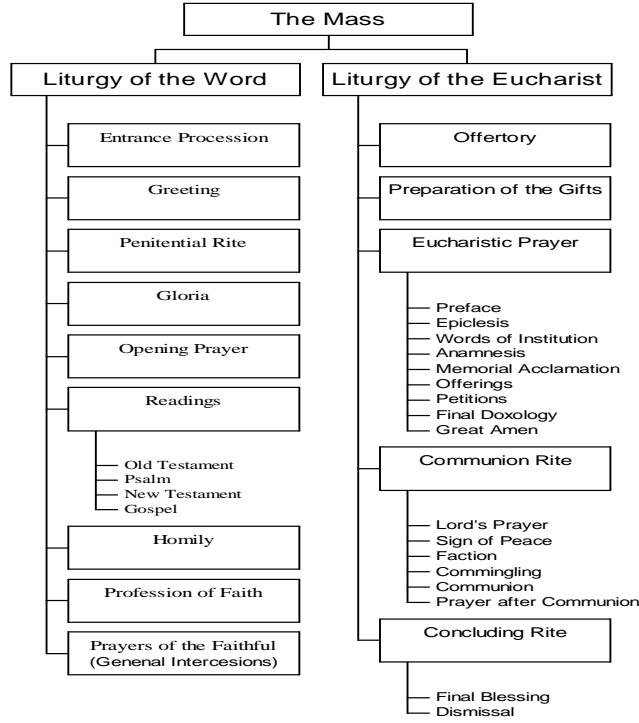 The Mass
Liturgy of the Word
Entrance Procession
Greeting
Penitential Rite
Gloria
Opening Prayer
Readings
Old Testament
Psalm
New Testament
Gospel
Homily
Profession of Faith
Prayers of the Faithful
(Genenal Intercesions)
Liturgy of the Eucharist
Offertory
Preparation of the Gifts
Eucharistic Prayer
Preface
Epiclesis
Words of Institution
Anamnesis
Memorial Acclamation
Offerings
Petitions
Final Doxology
Great Amen
Communion Rite
Lord's Prayer
Sign of Peace
Faction
Commingling
Communion
Prayer after Communion
Concluding Rite
Final Blessing
Dismissal